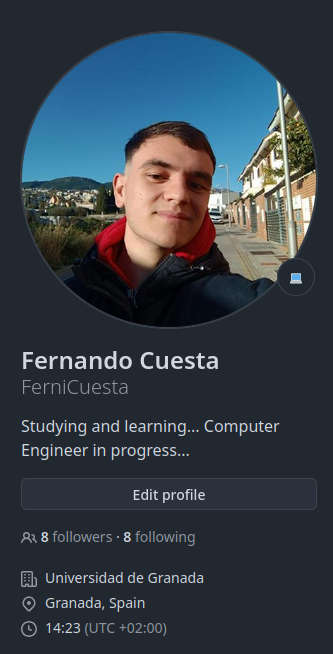 Fernando Cuesta
FerniCuesta
Studying and learning... Computer
Engineer in progress...
Edit profile
8 followers · 8 following
Universidad de Granada
Granada, Spain
14:23 (UTC +02:00)